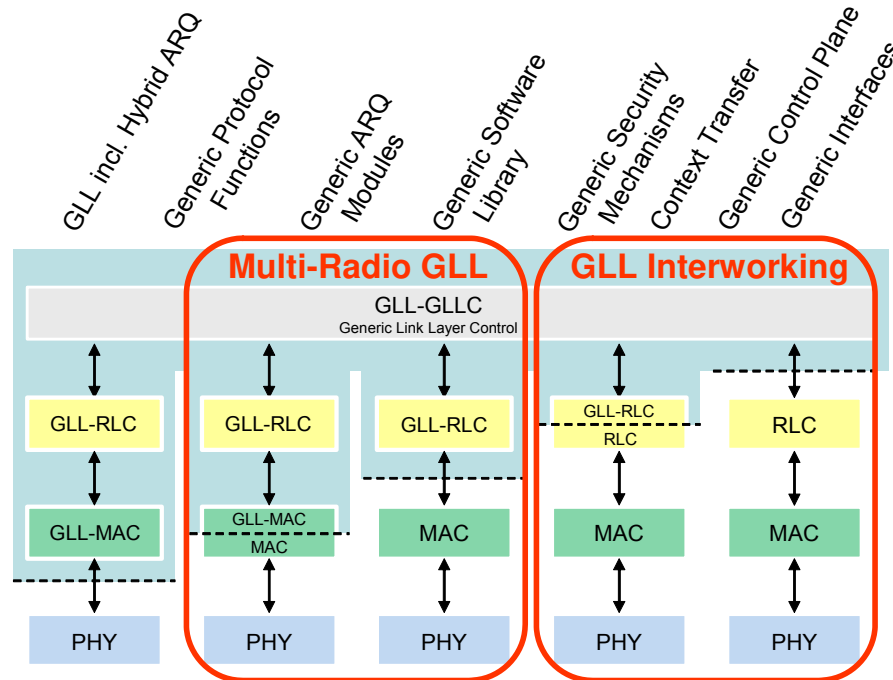 GLL incl. Hybrid ARQ
Generic Protocol
Functions
Generic ARQ
Modules
Generic Software
Library
Generic Security
Mechanisms
Context Transfer
Generic Control Plane
Generic Interfaces
Multi-Radio GLL
GLL Interworking
GLL-GLLC
Generic Link Layer Control
GLL-RLC
GLL-RLC
GLL-RLC
GLL-RLC
RLC
RLC
GLL-MAC
GLL-MAC
MAC
MAC
MAC
MAC
PHY
PHY
PHY
PHY
PHY